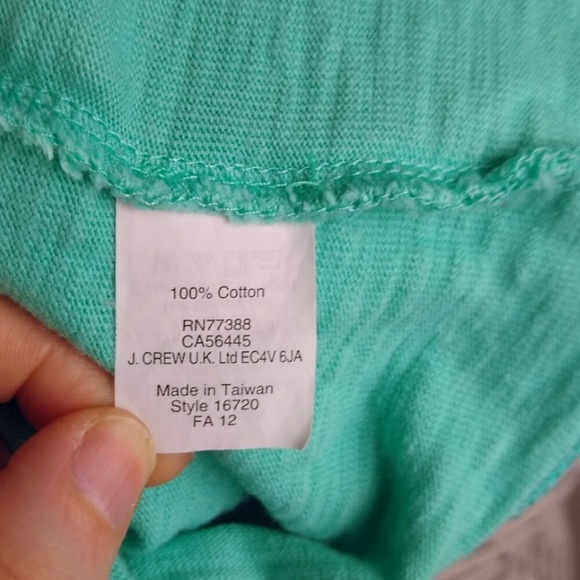 100% Cotton
RN77388
CA56445
J. CREW U.K. Ltd EC4V 6JA
Made in Taiwan
Style 16720
FA 12